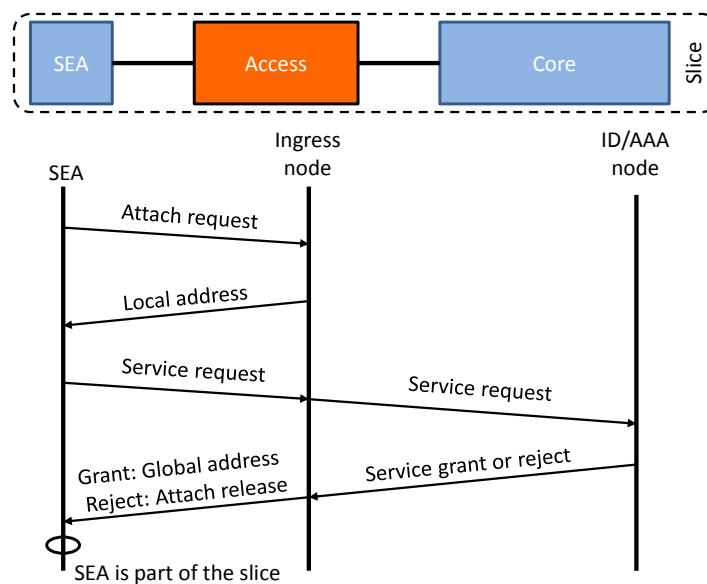 SEA
Access
Core
Slice
Ingress
node
ID/AAA
node
SEA
Attach request
Local address
Service request
Service request
Service grant or reject
Grant: Global address
Reject: Attach release
SEA is part of the slice